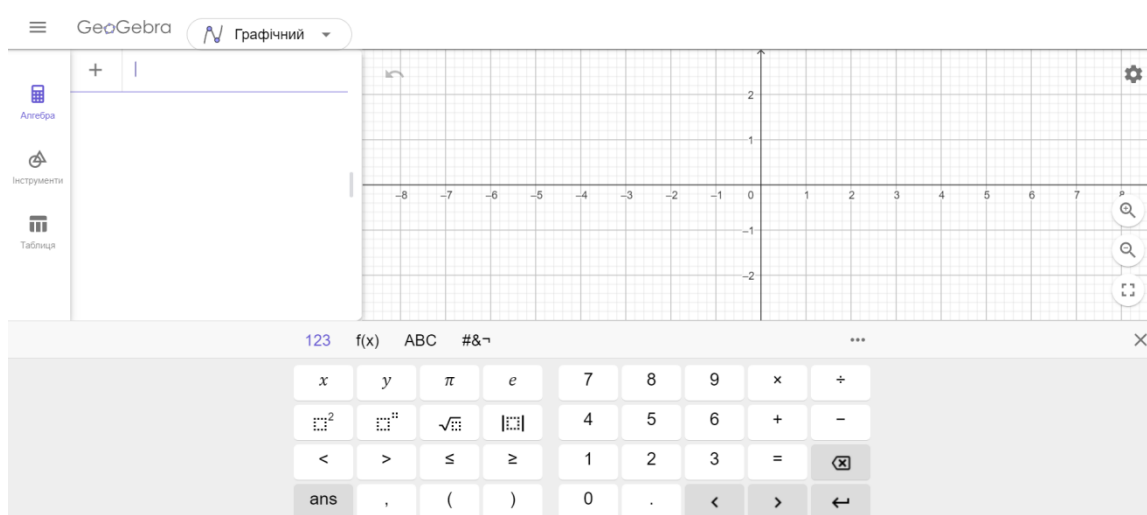 GeoGebra
Графічний
+
Алгебра
Інструменти
Таблиця
2
1
–8 –7 –6 –5 –4 –3 –2 –1 0 1 2 3 4 5 6 7 8
–1
–2
123 f(x) ABC #&¬
x y π e 7 8 9 × ÷
2 √ | | 4 5 6 + −
< > ≤ ≥ 1 2 3 = 
ans , ( ) 0 . < >